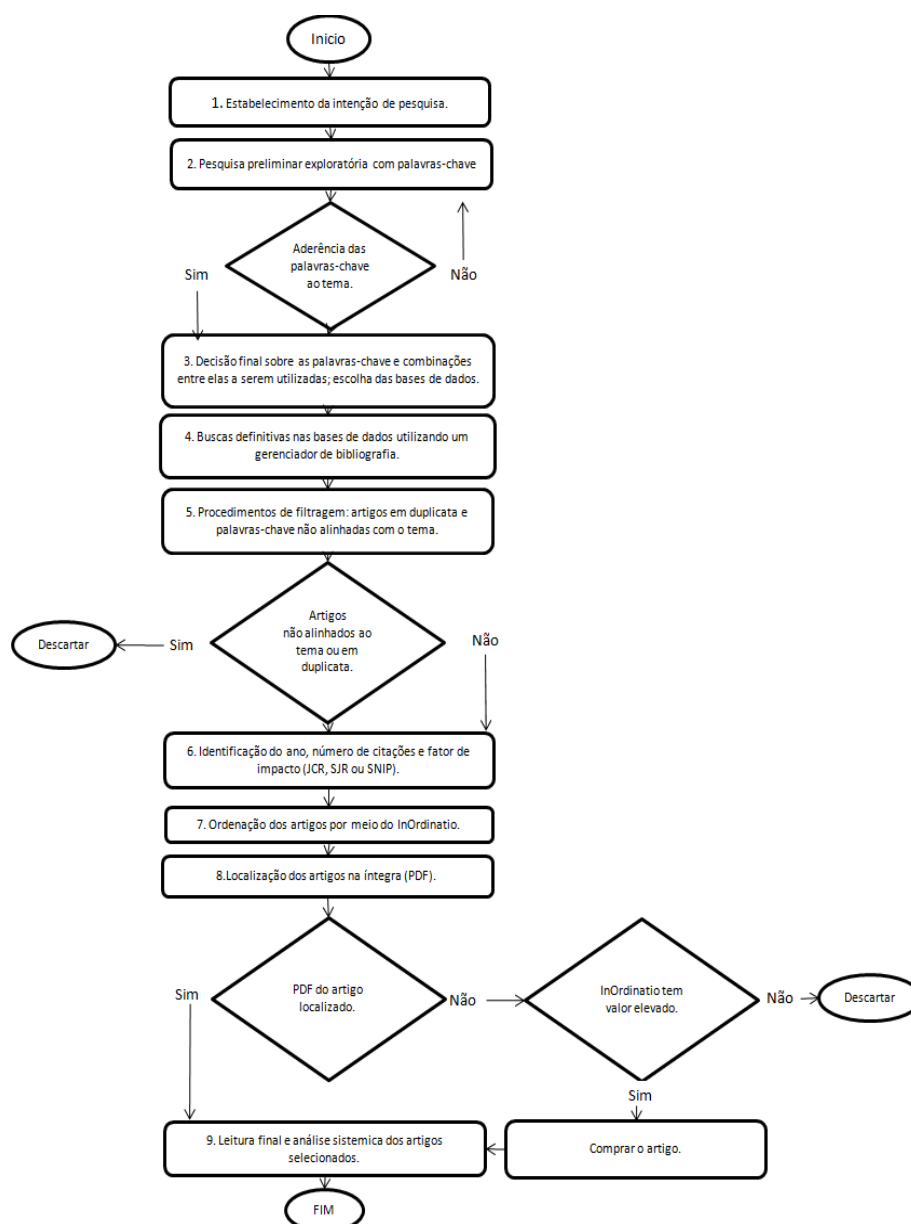 Inicio
1. Estabelecimento da intenção de pesquisa.
2. Pesquisa preliminar exploratória com palavras-chave
Aderência das
palavras-chave
ao tema.
Sim
Não
3. Decisão final sobre as palavras-chave e combinações
entre elas a serem utilizadas; escolha das bases de dados.
4. Buscas definitivas nas bases de dados utilizando um
gerenciador de bibliografia.
5. Procedimentos de filtragem: artigos em duplicata e
palavras-chave não alinhadas com o tema.
Artigos
não alinhados ao
tema ou em
duplicata.
Descartar
Sim
Não
6. Identificação do ano, número de citações e fator de
impacto (JCR, SJR ou SNIP).
7. Ordenação dos artigos por meio do InOrdinatio.
8.Localização dos artigos na íntegra (PDF).
PDF do artigo
localizado.
Sim
Não
InOrdinatio tem
valor elevado.
Não
Descartar
Sim
9. Leitura final e análise sistemica dos artigos
selecionados.
Comprar o artigo.
FIM